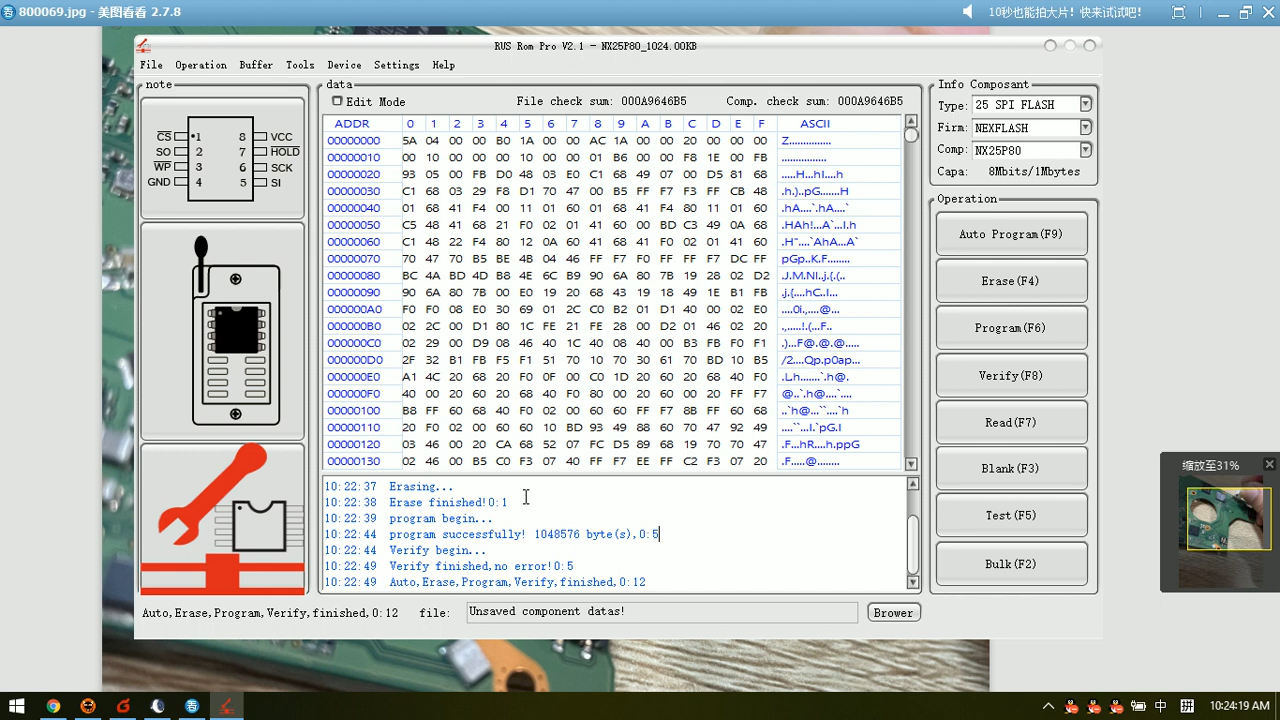 800069.jpg - 美图看看 2.7.8
10秒也能拍大片! 快来试试吧!
RUS Rom Pro V2.1 - NX25P80_1024.00KB
File Operation Buffer Tools Device Settings Help
note
CS 1 8 VCC
SO 2 7 HOLD
WP 3 6 SCK
GND 4 5 SI
data
Edit Mode File check sum: 000A9646B5 Comp. check sum: 000A9646B5
ADDR 0 1 2 3 4 5 6 7 8 9 A B C D E F ASCII
00000000 5A 04 00 00 B0 1A 00 00 AC 1A 00 00 20 00 00 00 Z...............
00000010 00 10 00 00 00 10 00 00 01 B6 00 00 F8 1E 00 FB ................
00000020 93 05 00 FB D0 48 03 E0 C1 68 49 07 00 D5 81 68 .....H...hI....h
00000030 C1 68 03 29 F8 D1 70 47 00 B5 FF F7 F3 FF CB 48 .h.)..pG.......H
00000040 01 68 41 F4 00 11 01 60 01 68 41 F4 80 11 01 60 .hA....`.hA....`
00000050 C5 48 41 68 21 F0 02 01 41 60 00 BD C3 49 0A 68 .HAh!...A`...I.h
00000060 C1 48 22 F4 80 12 0A 60 41 68 41 F0 02 01 41 60 .H"....`AhA...A`
00000070 70 47 70 B5 BE 4B 04 46 FF F7 F0 FF FF F7 DC FF pGp..K.F........
00000080 BC 4A BD 4D B8 4E 6C B9 90 6A 80 7B 19 28 02 D2 .J.M.Nl..j.{.(..
00000090 90 6A 80 7B 00 E0 19 20 68 43 19 18 49 1E B1 FB .j.{....hC..I...
000000A0 F0 F0 08 E0 30 69 01 2C C0 B2 01 D1 40 00 02 E0 ....0i.,....@...
000000B0 02 2C 00 D1 80 1C FE 21 FE 28 00 D2 01 46 02 20 .,.....!.(...F..
000000C0 02 29 00 D9 08 46 40 1C 40 08 40 00 B3 FB F0 F1 .)...F@.@.@.....
000000D0 2F 32 B1 FB F5 F1 51 70 10 70 30 61 70 BD 10 B5 /2....Qp.p0ap...
000000E0 A1 4C 20 68 20 F0 0F 00 C0 1D 20 60 20 68 40 F0 .L.h.......`.h@.
000000F0 40 00 20 60 20 68 40 F0 80 00 20 60 00 20 FF F7 @..`.h@....`....
00000100 B8 FF 60 68 40 F0 02 00 60 60 FF F7 8B FF 60 68 ..`h@...``....`h
00000110 20 F0 02 00 60 60 10 BD 93 49 88 60 70 47 92 49 ....``...I.`pG.I
00000120 03 46 00 20 CA 68 52 07 FC D5 89 68 19 70 70 47 .F...hR....h.ppG
00000130 02 46 00 B5 C0 F3 07 40 FF F7 EE FF C2 F3 07 20 .F.....@........
10:22:37 Erasing...
10:22:38 Erase finished!0:1
10:22:39 program begin...
10:22:44 program successfully! 1048576 byte(s),0:5
10:22:44 Verify begin...
10:22:49 Verify finished,no error!0:5
10:22:49 Auto,Erase,Program,Verify,finished,0:12
Auto,Erase,Program,Verify,finished,0:12 file: Unsaved component datas! Brower
Info Composant
Type: 25 SPI FLASH
Firm: NEXFLASH
Comp: NX25P80
Capa: 8Mbits/1Mbytes
Operation
Auto Program(F9)
Erase(F4)
Program(F6)
Verify(F8)
Read(F7)
Blank(F3)
Test(F5)
Bulk(F2)
缩放至31%
中 拼 10:24:19 AM